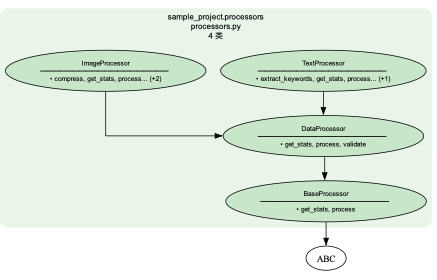 sample_project.processors
processors.py
4 类
ImageProcessor
• compress, get_stats, process... (+2)
TextProcessor
• extract_keywords, get_stats, process... (+1)
DataProcessor
• get_stats, process, validate
BaseProcessor
• get_stats, process
ABC